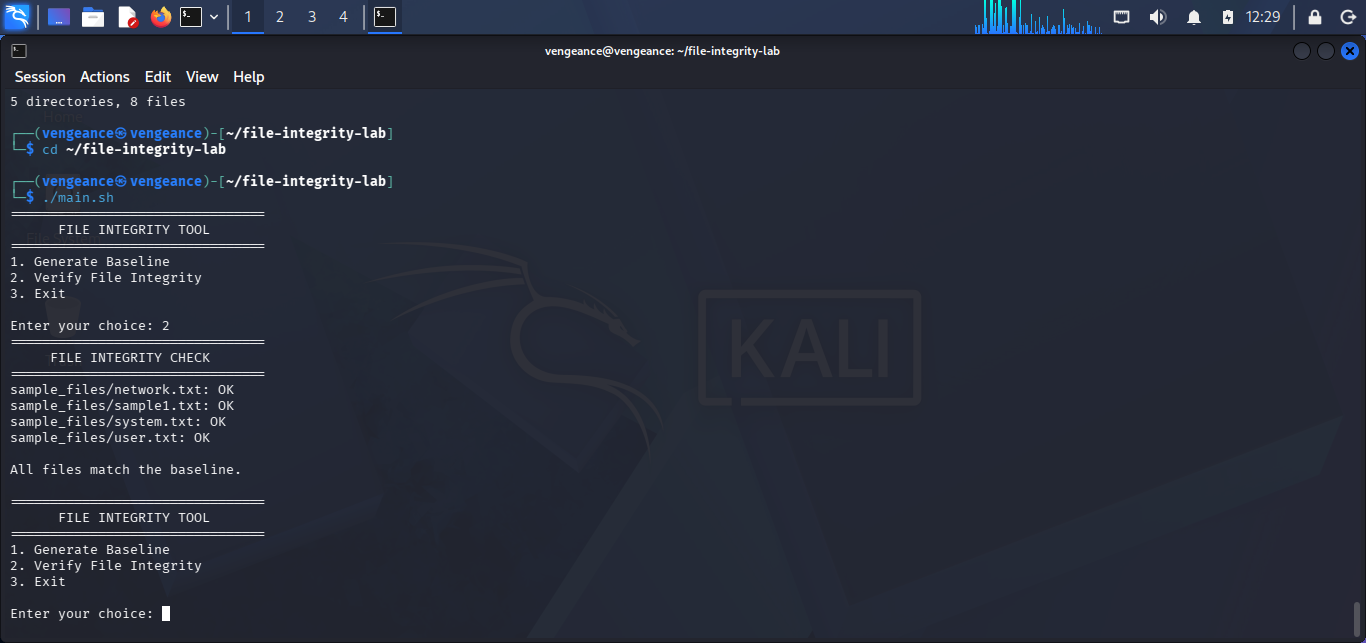 1 2 3 4 12:29
vengeance@vengeance: ~/file-integrity-lab
Session Actions Edit View Help
5 directories, 8 files
┌──(vengeance㉿vengeance)-[~/file-integrity-lab]
└─$ cd ~/file-integrity-lab
┌──(vengeance㉿vengeance)-[~/file-integrity-lab]
└─$ ./main.sh
================================
FILE INTEGRITY TOOL
================================
1. Generate Baseline
2. Verify File Integrity
3. Exit
Enter your choice: 2
================================
FILE INTEGRITY CHECK
================================
sample_files/network.txt: OK
sample_files/sample1.txt: OK
sample_files/system.txt: OK
sample_files/user.txt: OK
All files match the baseline.
================================
FILE INTEGRITY TOOL
================================
1. Generate Baseline
2. Verify File Integrity
3. Exit
Enter your choice:
KALI